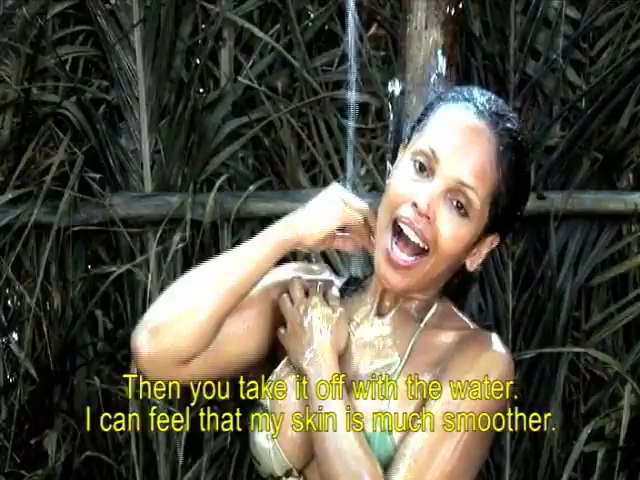 Then you take it off with the water.
I can feel that my skin is much smoother.